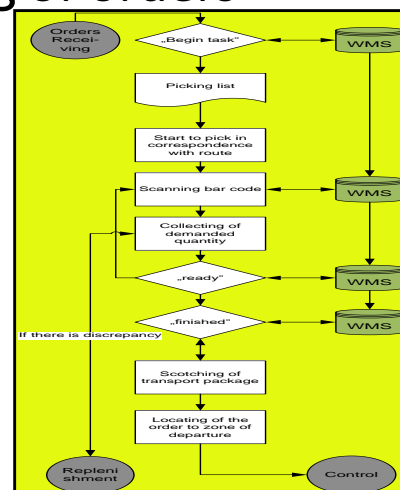 of orders
Orders
Recei-
ving
„Begin task“
WMS
Picking list
Start to pick in
correspondence
with route
Scanning bar code
WMS
Collecting of
demanded
quantity
„ready“
WMS
„finished“
WMS
If there is discrepancy
Scotching of
transport package
Locating of the
order to zone of
departure
Repleni
shment
Control